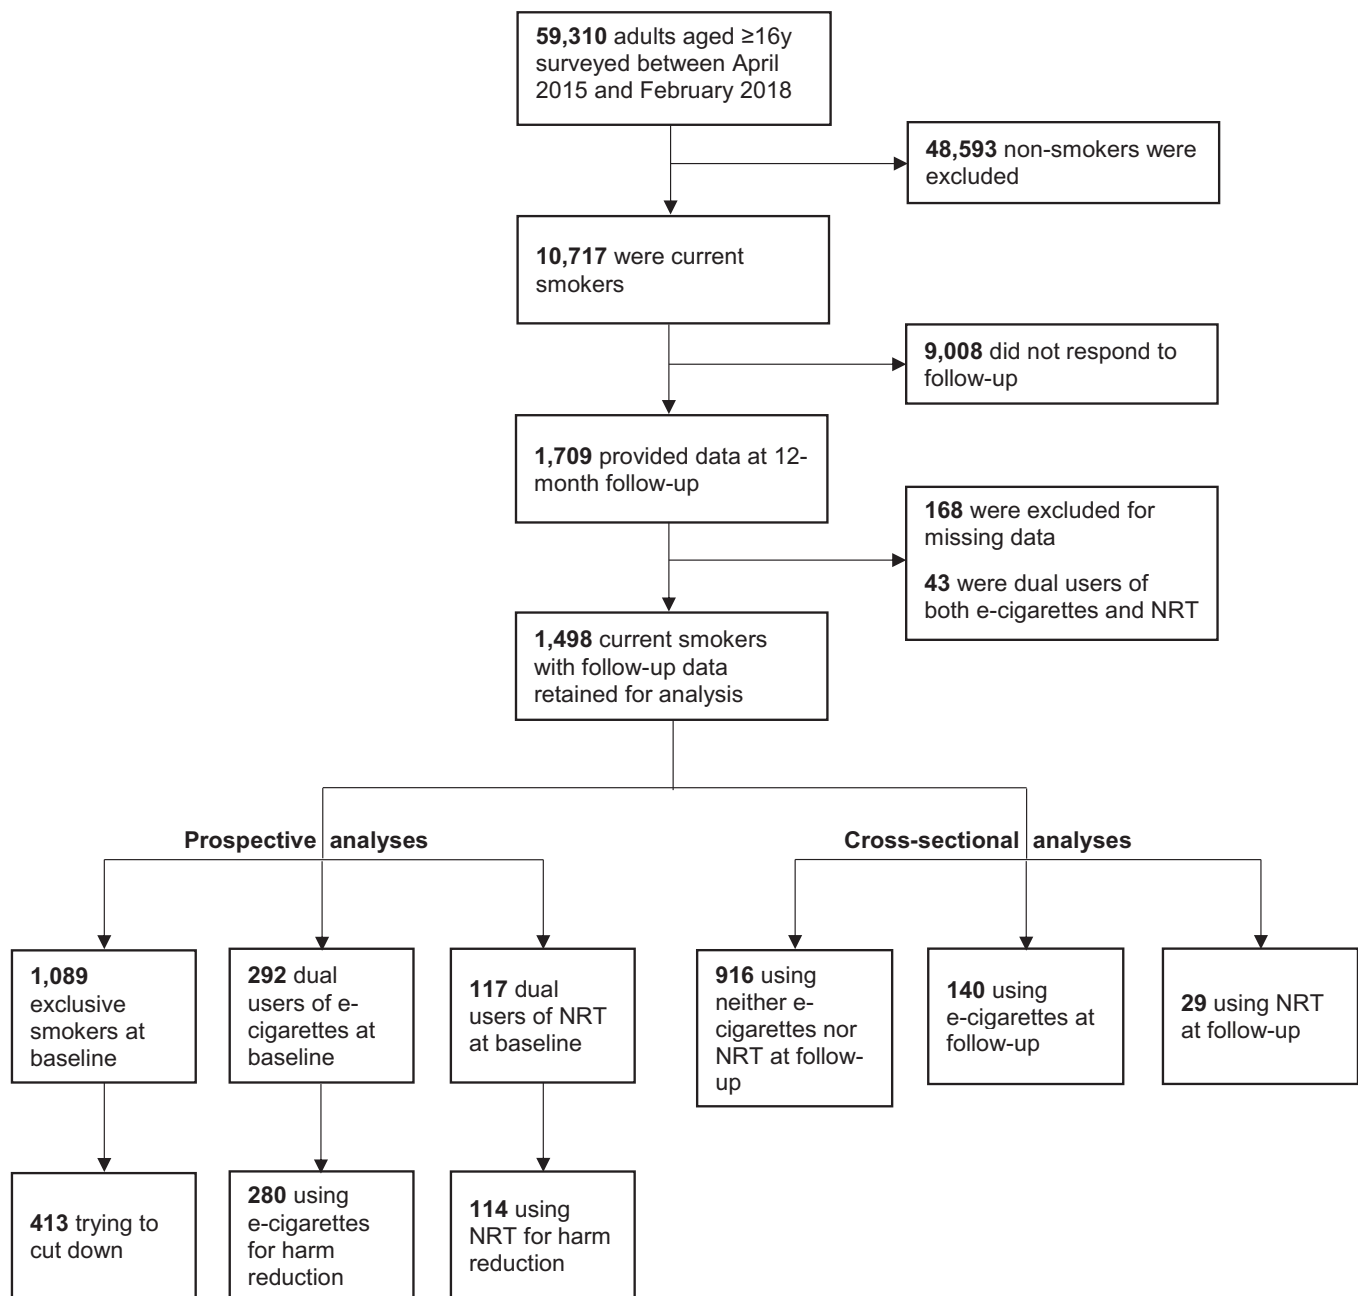 59,310 adults aged ≥16y
surveyed between April
2015 and February 2018
48,593 non-smokers were
excluded
10,717 were current
smokers
9,008 did not respond to
follow-up
1,709 provided data at 12-
month follow-up
168 were excluded for
missing data
43 were dual users of
both e-cigarettes and NRT
1,498 current smokers
with follow-up data
retained for analysis
Prospective analyses
Cross-sectional analyses
1,089
exclusive
smokers at
baseline
292 dual
users of e-
cigarettes at
baseline
117 dual
users of NRT
at baseline
916 using
neither e-
cigarettes nor
NRT at follow-
up
140 using
e-cigarettes at
follow-up
29 using NRT
at follow-up
413 trying to
cut down
280 using
e-cigarettes
for harm
reduction
114 using
NRT for harm
reduction